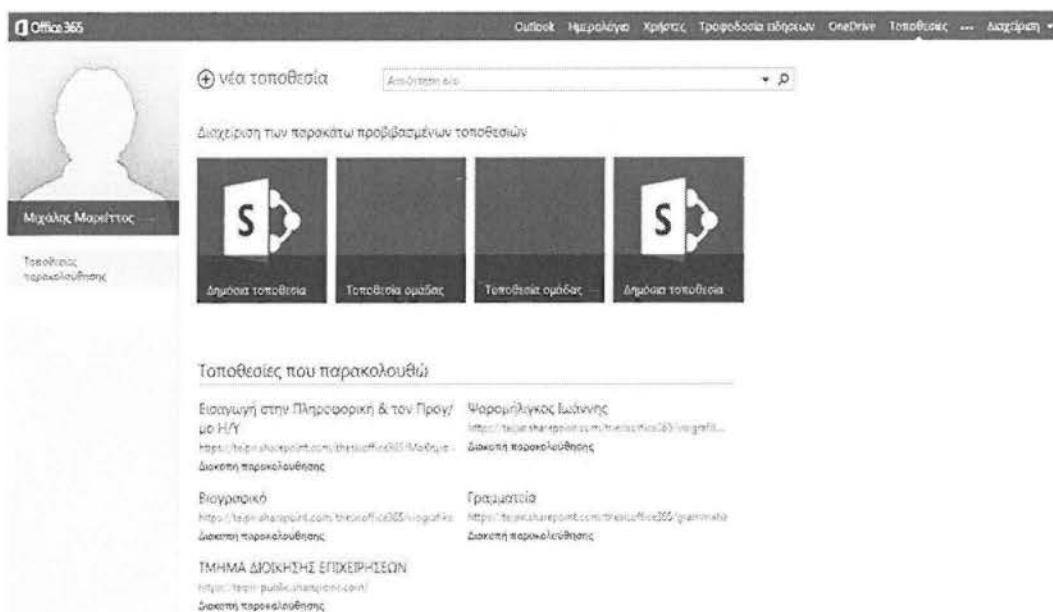 Office 365
Outlook Ημερολόγιο Χρήστες Τροφοδοσία ειδήσεων OneDrive Τοποθεσίες ... Διαχείριση
νέα τοποθεσία
Διαχείριση των παρακάτω προβιβασμένων τοποθεσιών
S
S
Μιχάλης Μαριέττος ...
Δημόσια τοποθεσία
Τοποθεσία ομάδας
Τοποθεσία ομάδας ...
Δημόσια τοποθεσία
Τοποθεσίες
παρακολούθησης
Τοποθεσίες που παρακολουθώ
Εισαγωγή στην Πληροφορική & τον Προγ/
μο Η/Υ
Διακοπή παρακολούθησης
Ψαρομήλιγκος Ιωάννης
Διακοπή παρακολούθησης
Βιογραφικό
Διακοπή παρακολούθησης
Γραμματεία
Διακοπή παρακολούθησης
ΤΜΗΜΑ ΔΙΟΙΚΗΣΗΣ ΕΠΙΧΕΙΡΗΣΕΩΝ
Διακοπή παρακολούθησης